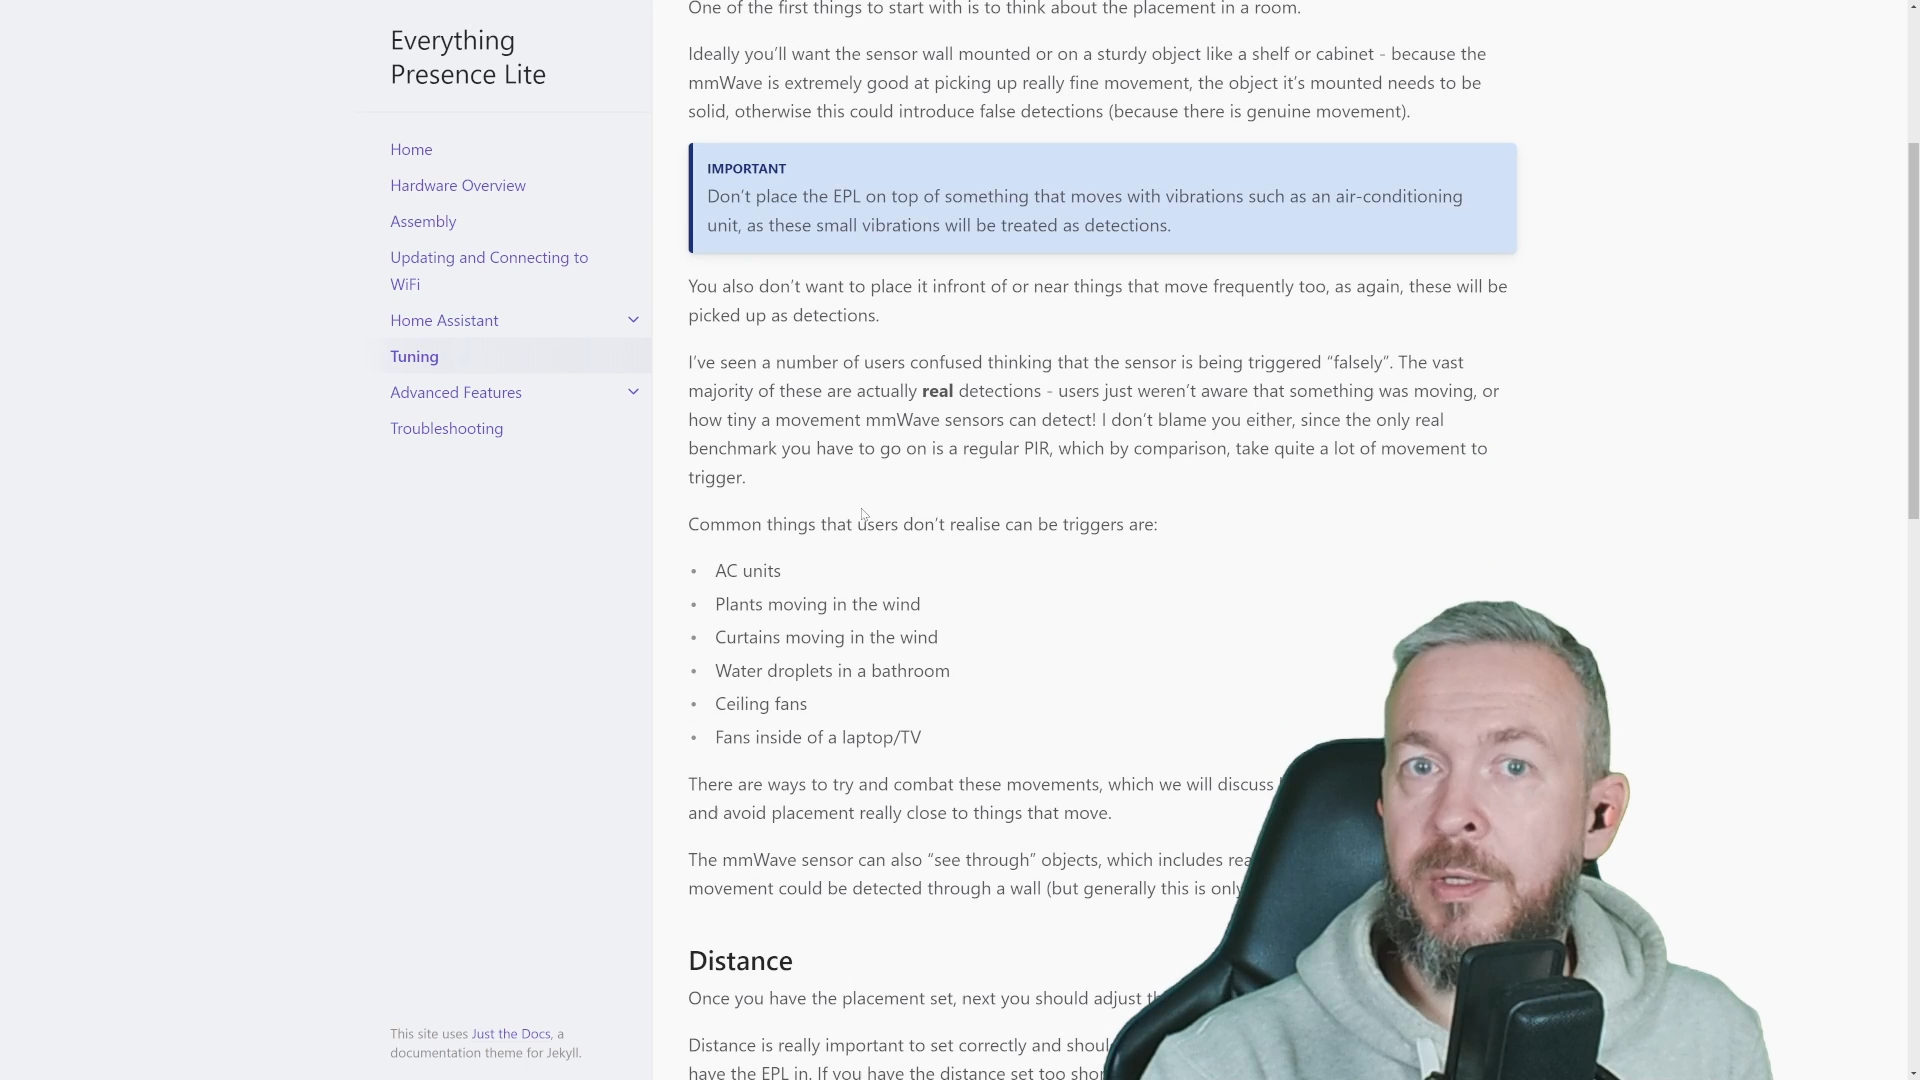 Everything
Presence Lite
Home
Hardware Overview
Assembly
Updating and Connecting to
WiFi
Home Assistant
Tuning
Advanced Features
Troubleshooting
This site uses Just the Docs, a
documentation theme for Jekyll.
One of the first things to start with is to think about the placement in a room.
Ideally you’ll want the sensor wall mounted or on a sturdy object like a shelf or cabinet - because the
mmWave is extremely good at picking up really fine movement, the object it’s mounted needs to be
solid, otherwise this could introduce false detections (because there is genuine movement).
IMPORTANT
Don’t place the EPL on top of something that moves with vibrations such as an air-conditioning
unit, as these small vibrations will be treated as detections.
You also don’t want to place it infront of or near things that move frequently too, as again, these will be
picked up as detections.
I’ve seen a number of users confused thinking that the sensor is being triggered “falsely”. The vast
majority of these are actually real detections - users just weren’t aware that something was moving, or
how tiny a movement mmWave sensors can detect! I don’t blame you either, since the only real
benchmark you have to go on is a regular PIR, which by comparison, take quite a lot of movement to
trigger.
Common things that users don’t realise can be triggers are:
• AC units
• Plants moving in the wind
• Curtains moving in the wind
• Water droplets in a bathroom
• Ceiling fans
• Fans inside of a laptop/TV
There are ways to try and combat these movements, which we will discuss
and avoid placement really close to things that move.
The mmWave sensor can also “see through” objects, which includes
movement could be detected through a wall (but generally this is only
Distance
Once you have the placement set, next you should adjust
Distance is really important to set correctly and
have the EPL in. If you have the distance set too